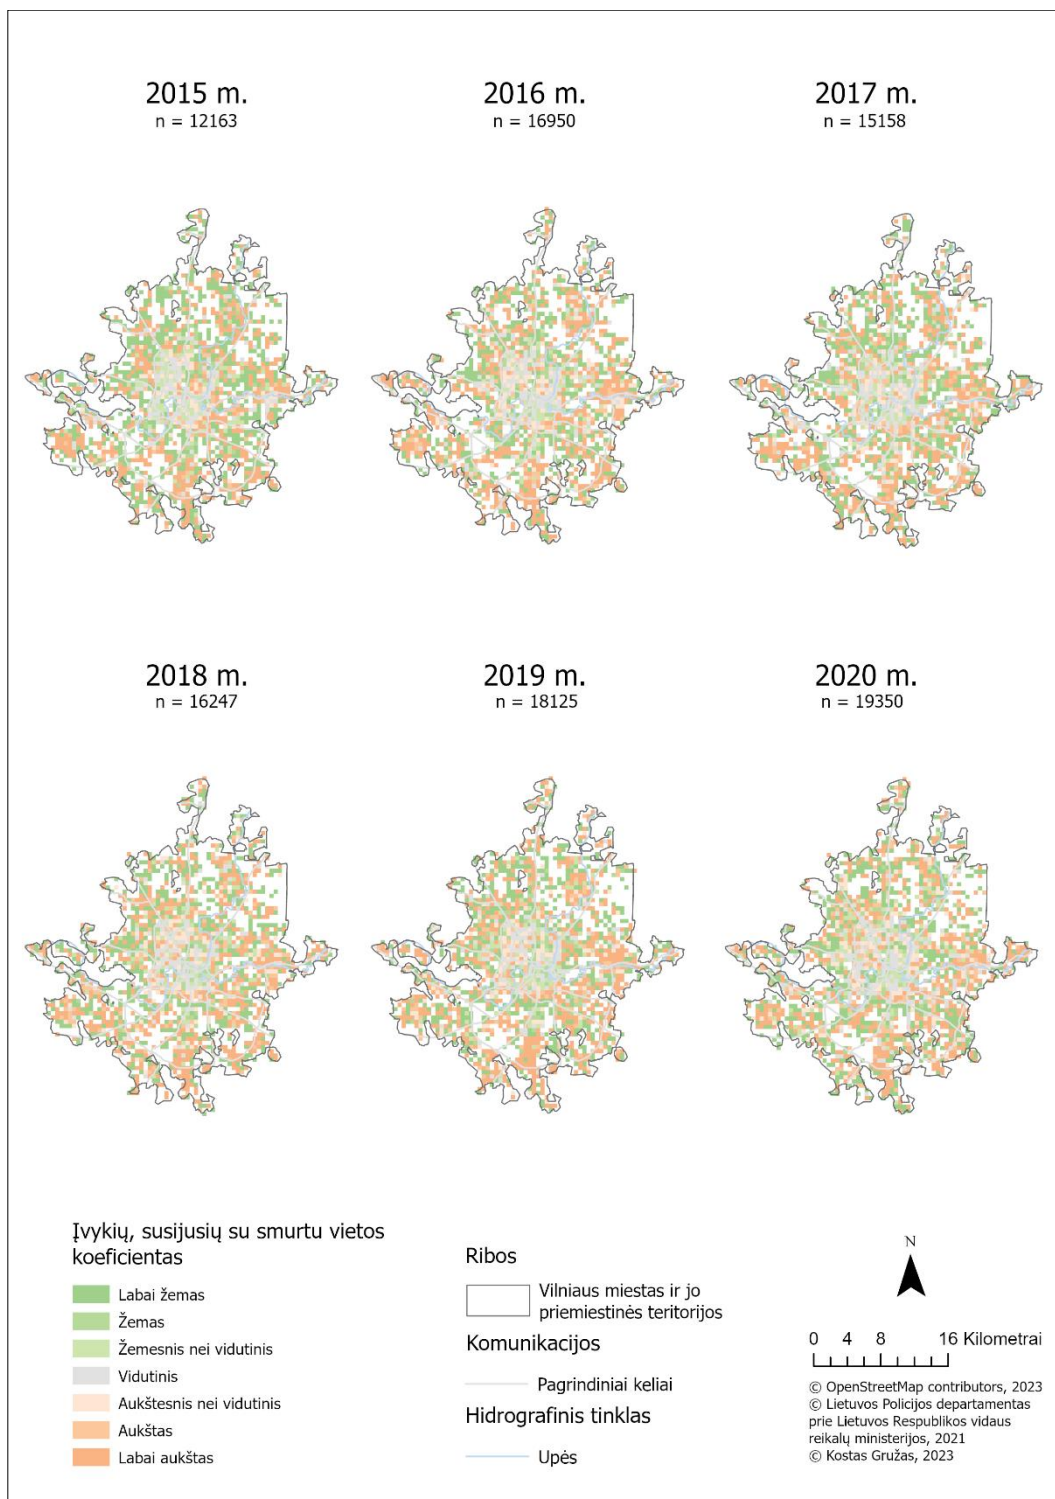 2015 m.
n = 12163
2016 m.
n = 16950
2017 m.
n = 15158
2018 m.
n = 16247
2019 m.
n = 18125
2020 m.
n = 19350
Įvykių, susijusių su smurtu vietos
koeficientas
Labai žemas
Žemas
Žemesnis nei vidutinis
Vidutinis
Aukštesnis nei vidutinis
Aukštas
Labai aukštas
Ribos
Vilniaus miestas ir jo
priemiestinės teritorijos
Komunikacijos
Pagrindiniai keliai
Hidrografinis tinklas
Upės
N
0 4 8 16 Kilometrai
© OpenStreetMap contributors, 2023
© Lietuvos Policijos departamentas
prie Lietuvos Respublikos vidaus
reikalų ministerijos, 2021
© Kostas Gružas, 2023